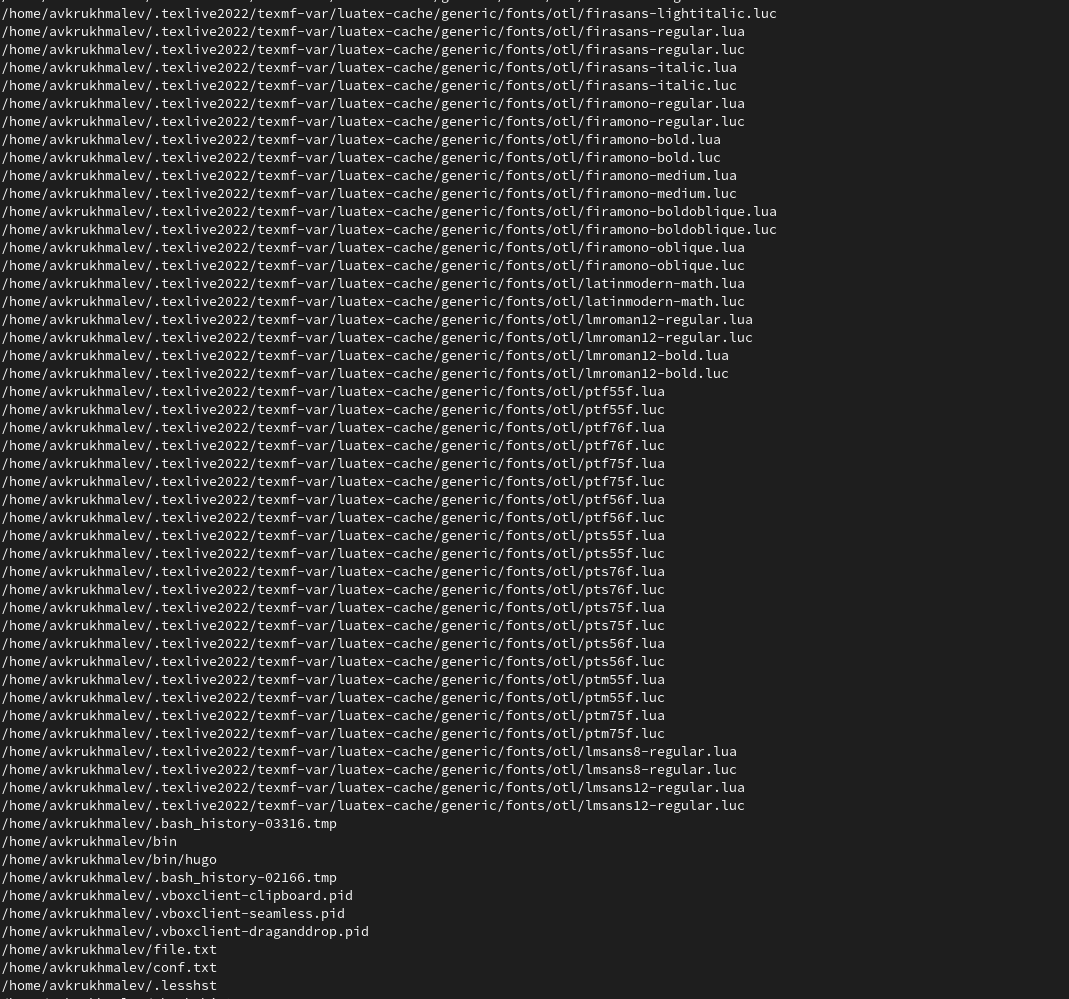 /home/avkrukhmalev/.texlive2022/texmf-var/luatex-cache/generic/fonts/otl/firasans-lightitalic.luc
/home/avkrukhmalev/.texlive2022/texmf-var/luatex-cache/generic/fonts/otl/firasans-regular.lua
/home/avkrukhmalev/.texlive2022/texmf-var/luatex-cache/generic/fonts/otl/firasans-regular.luc
/home/avkrukhmalev/.texlive2022/texmf-var/luatex-cache/generic/fonts/otl/firasans-italic.lua
/home/avkrukhmalev/.texlive2022/texmf-var/luatex-cache/generic/fonts/otl/firasans-italic.luc
/home/avkrukhmalev/.texlive2022/texmf-var/luatex-cache/generic/fonts/otl/firamono-regular.lua
/home/avkrukhmalev/.texlive2022/texmf-var/luatex-cache/generic/fonts/otl/firamono-regular.luc
/home/avkrukhmalev/.texlive2022/texmf-var/luatex-cache/generic/fonts/otl/firamono-bold.lua
/home/avkrukhmalev/.texlive2022/texmf-var/luatex-cache/generic/fonts/otl/firamono-bold.luc
/home/avkrukhmalev/.texlive2022/texmf-var/luatex-cache/generic/fonts/otl/firamono-medium.lua
/home/avkrukhmalev/.texlive2022/texmf-var/luatex-cache/generic/fonts/otl/firamono-medium.luc
/home/avkrukhmalev/.texlive2022/texmf-var/luatex-cache/generic/fonts/otl/firamono-boldoblique.lua
/home/avkrukhmalev/.texlive2022/texmf-var/luatex-cache/generic/fonts/otl/firamono-boldoblique.luc
/home/avkrukhmalev/.texlive2022/texmf-var/luatex-cache/generic/fonts/otl/firamono-oblique.lua
/home/avkrukhmalev/.texlive2022/texmf-var/luatex-cache/generic/fonts/otl/firamono-oblique.luc
/home/avkrukhmalev/.texlive2022/texmf-var/luatex-cache/generic/fonts/otl/latinmodern-math.lua
/home/avkrukhmalev/.texlive2022/texmf-var/luatex-cache/generic/fonts/otl/latinmodern-math.luc
/home/avkrukhmalev/.texlive2022/texmf-var/luatex-cache/generic/fonts/otl/lmroman12-regular.lua
/home/avkrukhmalev/.texlive2022/texmf-var/luatex-cache/generic/fonts/otl/lmroman12-regular.luc
/home/avkrukhmalev/.texlive2022/texmf-var/luatex-cache/generic/fonts/otl/lmroman12-bold.lua
/home/avkrukhmalev/.texlive2022/texmf-var/luatex-cache/generic/fonts/otl/lmroman12-bold.luc
/home/avkrukhmalev/.texlive2022/texmf-var/luatex-cache/generic/fonts/otl/ptf55f.lua
/home/avkrukhmalev/.texlive2022/texmf-var/luatex-cache/generic/fonts/otl/ptf55f.luc
/home/avkrukhmalev/.texlive2022/texmf-var/luatex-cache/generic/fonts/otl/ptf76f.lua
/home/avkrukhmalev/.texlive2022/texmf-var/luatex-cache/generic/fonts/otl/ptf76f.luc
/home/avkrukhmalev/.texlive2022/texmf-var/luatex-cache/generic/fonts/otl/ptf75f.lua
/home/avkrukhmalev/.texlive2022/texmf-var/luatex-cache/generic/fonts/otl/ptf75f.luc
/home/avkrukhmalev/.texlive2022/texmf-var/luatex-cache/generic/fonts/otl/ptf56f.lua
/home/avkrukhmalev/.texlive2022/texmf-var/luatex-cache/generic/fonts/otl/ptf56f.luc
/home/avkrukhmalev/.texlive2022/texmf-var/luatex-cache/generic/fonts/otl/pts55f.lua
/home/avkrukhmalev/.texlive2022/texmf-var/luatex-cache/generic/fonts/otl/pts55f.luc
/home/avkrukhmalev/.texlive2022/texmf-var/luatex-cache/generic/fonts/otl/pts76f.lua
/home/avkrukhmalev/.texlive2022/texmf-var/luatex-cache/generic/fonts/otl/pts76f.luc
/home/avkrukhmalev/.texlive2022/texmf-var/luatex-cache/generic/fonts/otl/pts75f.lua
/home/avkrukhmalev/.texlive2022/texmf-var/luatex-cache/generic/fonts/otl/pts75f.luc
/home/avkrukhmalev/.texlive2022/texmf-var/luatex-cache/generic/fonts/otl/pts56f.lua
/home/avkrukhmalev/.texlive2022/texmf-var/luatex-cache/generic/fonts/otl/pts56f.luc
/home/avkrukhmalev/.texlive2022/texmf-var/luatex-cache/generic/fonts/otl/ptm55f.lua
/home/avkrukhmalev/.texlive2022/texmf-var/luatex-cache/generic/fonts/otl/ptm55f.luc
/home/avkrukhmalev/.texlive2022/texmf-var/luatex-cache/generic/fonts/otl/ptm75f.lua
/home/avkrukhmalev/.texlive2022/texmf-var/luatex-cache/generic/fonts/otl/ptm75f.luc
/home/avkrukhmalev/.texlive2022/texmf-var/luatex-cache/generic/fonts/otl/lmsans8-regular.lua
/home/avkrukhmalev/.texlive2022/texmf-var/luatex-cache/generic/fonts/otl/lmsans8-regular.luc
/home/avkrukhmalev/.texlive2022/texmf-var/luatex-cache/generic/fonts/otl/lmsans12-regular.lua
/home/avkrukhmalev/.texlive2022/texmf-var/luatex-cache/generic/fonts/otl/lmsans12-regular.luc
/home/avkrukhmalev/.bash_history-03316.tmp
/home/avkrukhmalev/bin
/home/avkrukhmalev/bin/hugo
/home/avkrukhmalev/.bash_history-02166.tmp
/home/avkrukhmalev/.vboxclient-clipboard.pid
/home/avkrukhmalev/.vboxclient-seamless.pid
/home/avkrukhmalev/.vboxclient-draganddrop.pid
/home/avkrukhmalev/file.txt
/home/avkrukhmalev/conf.txt
/home/avkrukhmalev/.lesshst